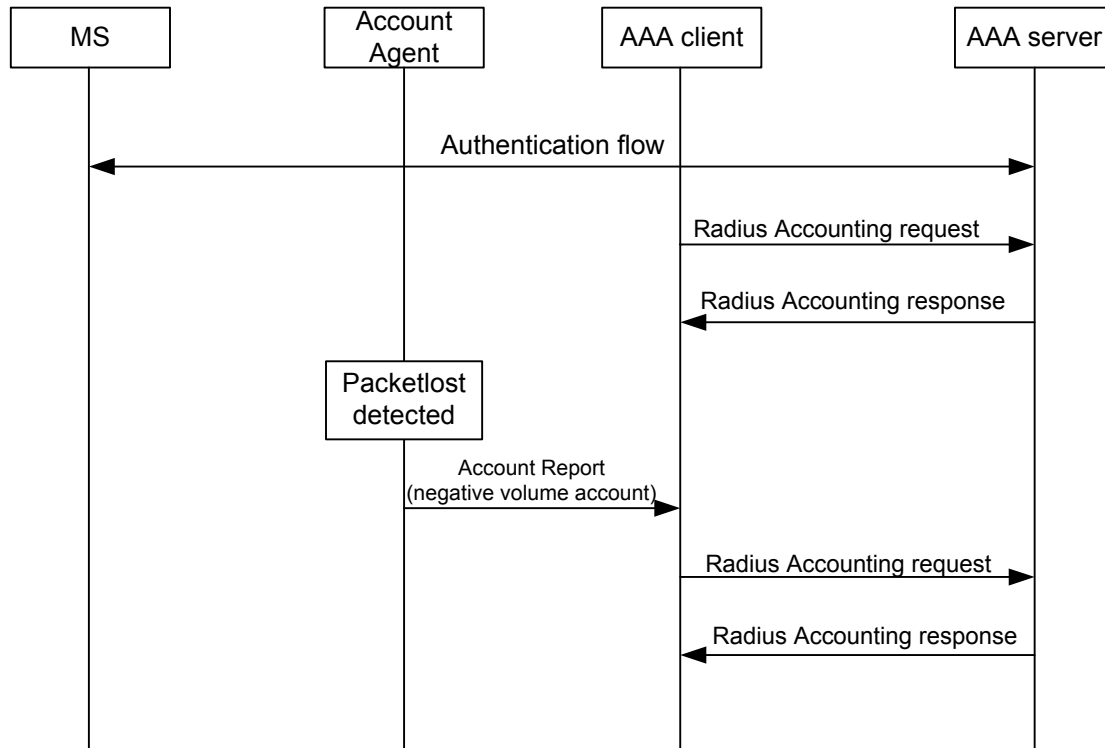 MS
Account
Agent
AAA client
AAA server
Authentication flow
Radius Accounting request
Radius Accounting response
Packetlost
detected
Account Report
(negative volume account)
Radius Accounting request
Radius Accounting response